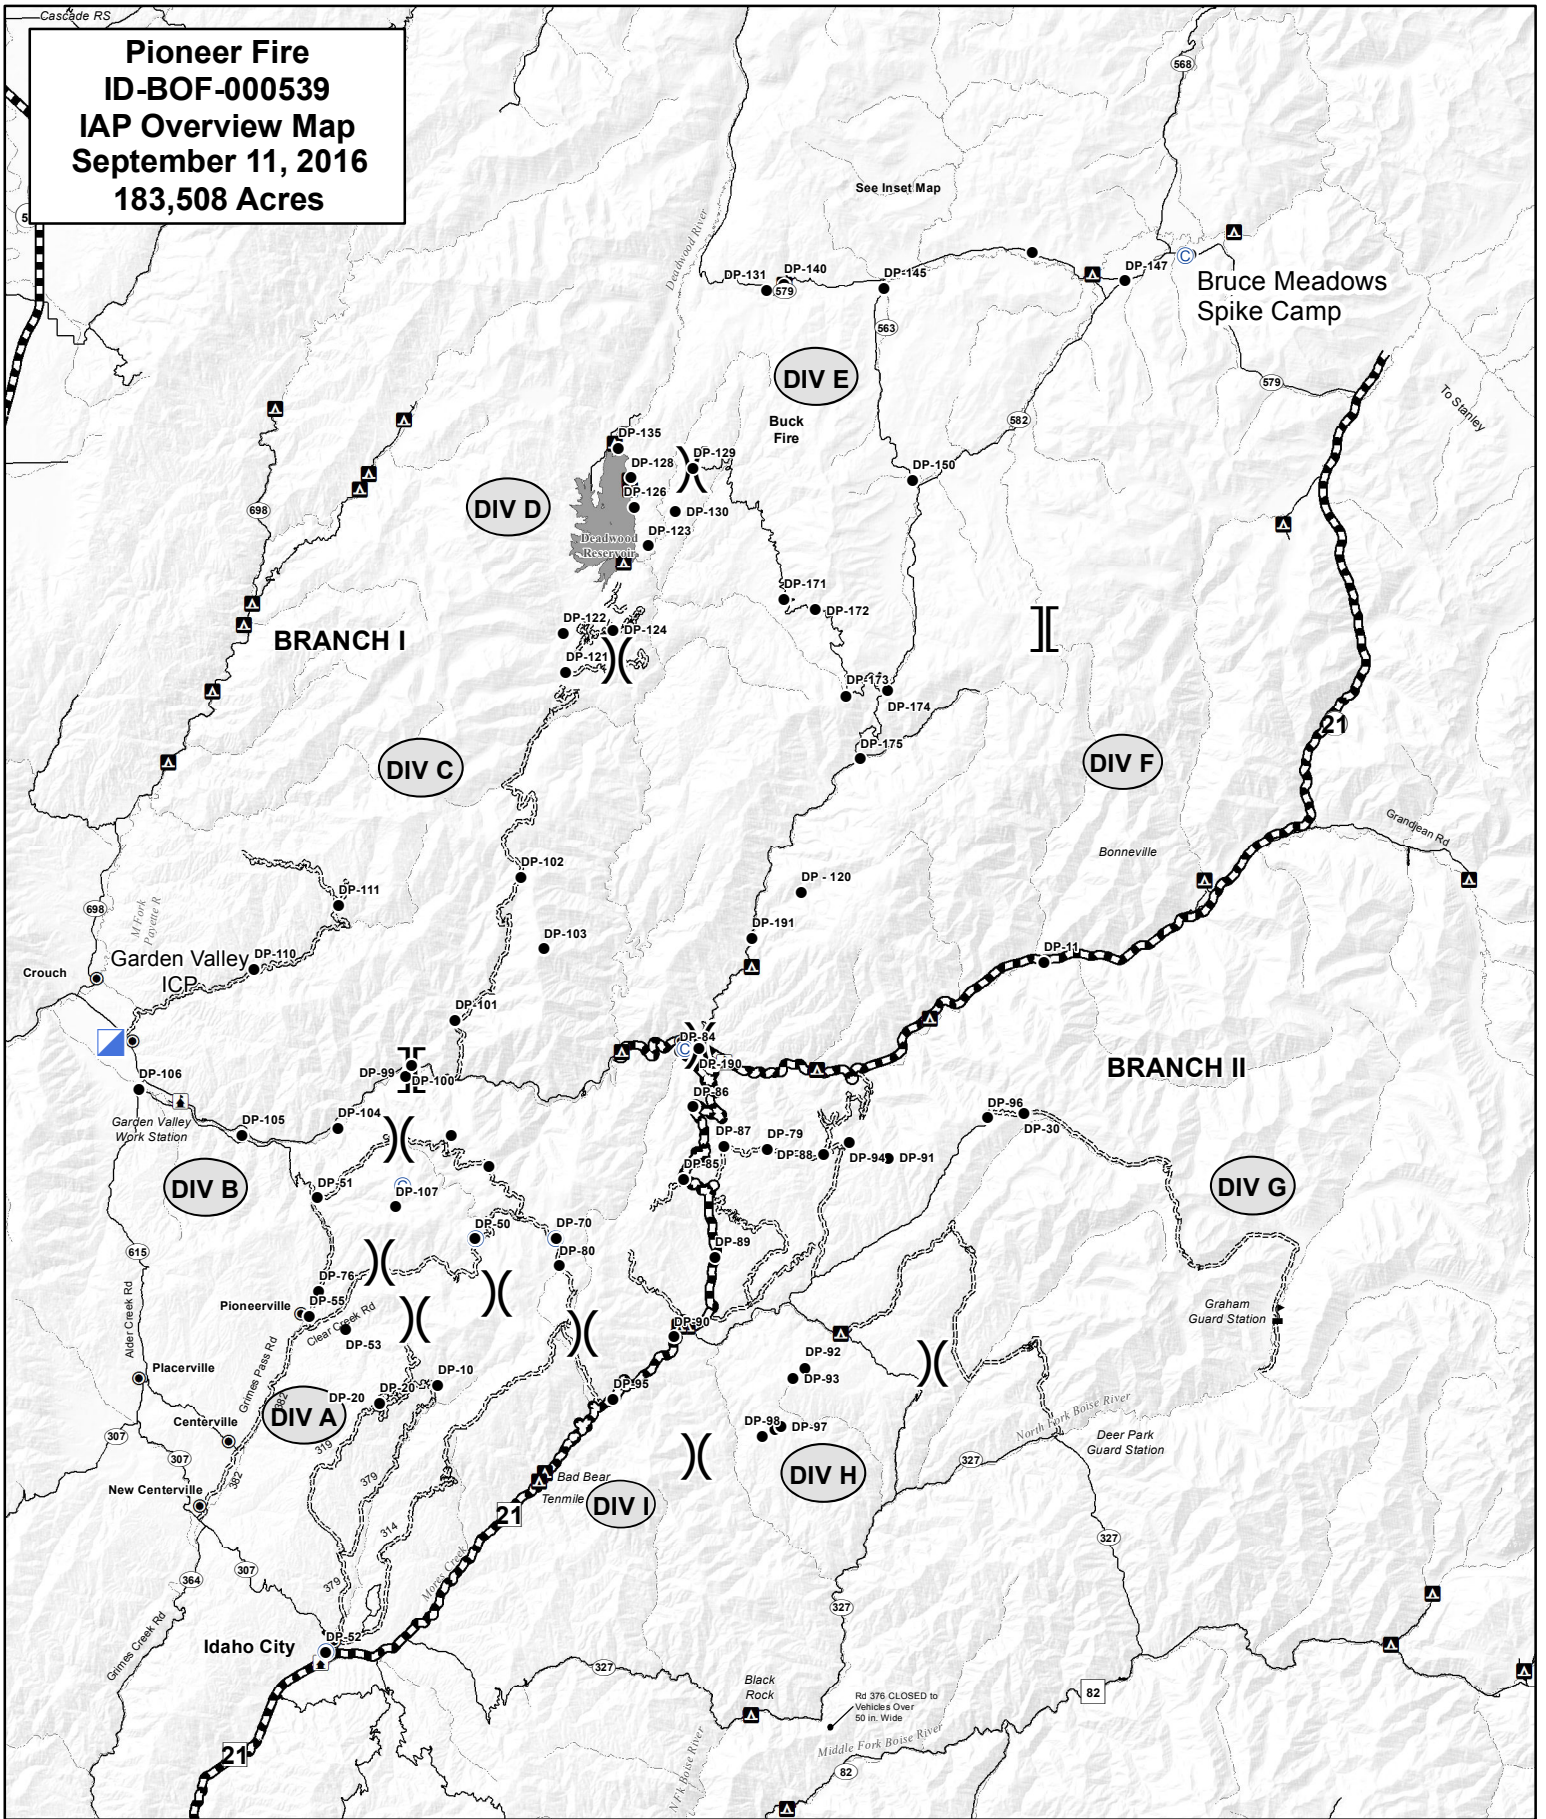 Cascade RS
Pioneer Fire
ID-BOF-000539
IAP Overview Map
September 11, 2016
183,508 Acres
568
See Inset Map
Deadwood River
DP-131
DP-140
579
DP-145
DP-147
C
Bruce Meadows
Spike Camp
563
DIV E
579
To Stanley
Buck
Fire
582
DP-135
DP-128
DP-129
DP-126
DP-150
DIV D
698
DP-130
DP-123
Deadwood
Reservoir
DP-171
DP-172
DP-122
DP-124
BRANCH I
DP-121
DP-173
DP-174
21
DP-175
DIV C
DIV F
Grandjean Rd
Bonneville
DP-102
DP - 120
DP-111
698
M Fork
Payette R
DP-191
DP-103
DP-11
Crouch
Garden Valley
ICP
DP-110
DP-101
DP-84
C
DP-190
BRANCH II
DP-99
DP-100
DP-106
DP-86
DP-96
DP-30
Garden Valley
Work Station
DP-105
DP-104
DP-87
DP-79
DP-88
DP-94
DP-91
DP-85
DIV B
DP-51
C
DP-107
DIV G
DP-50
DP-70
615
DP-80
DP-89
DP-76
Alder Creek Rd
Pioneerville
DP-55
Clear Creek Rd
DP-53
Graham
Guard Station
DP-90
Placerville
Grimes Pass Rd
382
DP-92
DP-93
DP-10
DP-20
DP-20
DP-95
DIV A
Centerville
307
307
319
DP-98
DP-97
North Fork Boise River
Deer Park
Guard Station
327
DIV H
379
382
Bad Bear
Tenmile
DIV I
New Centerville
21
314
327
Mores Creek
307
364
379
327
Grimes Creek Rd
Idaho City
DP-52
327
Black
Rock
Rd 376 CLOSED to
Vehicles Over
50 in. Wide
82
Middle Fork Boise River
N Fk Boise River
21
82